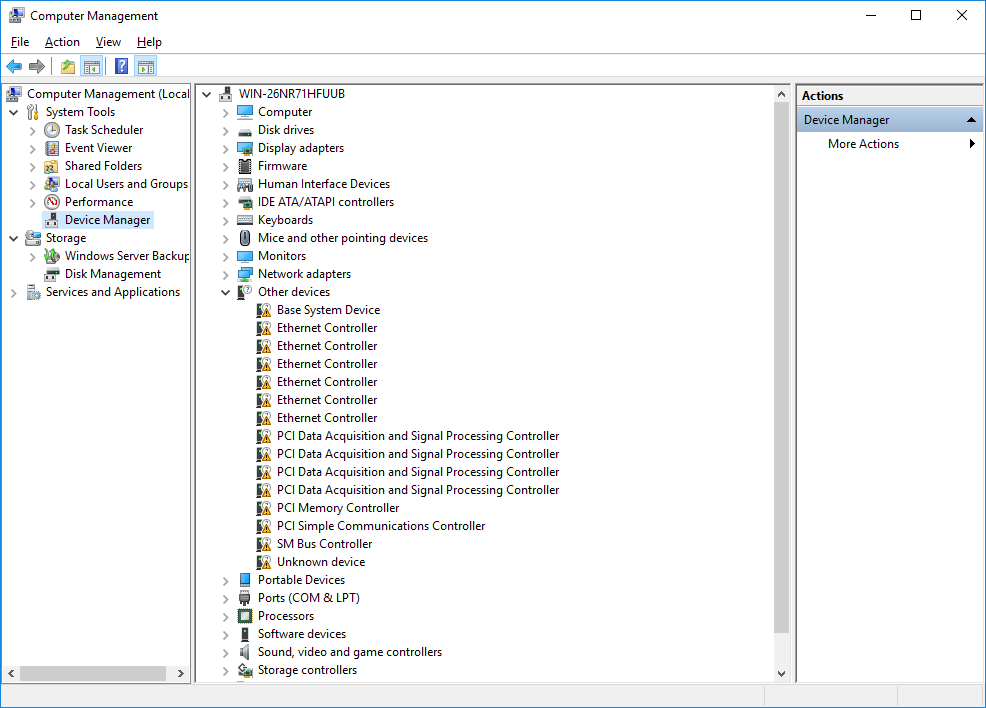 Computer Management
File Action View Help
Computer Management (Local
System Tools
Task Scheduler
Event Viewer
Shared Folders
Local Users and Groups
Performance
Device Manager
Storage
Windows Server Backup
Disk Management
Services and Applications
WIN-26NR71HFUUB
Computer
Disk drives
Display adapters
Firmware
Human Interface Devices
IDE ATA/ATAPI controllers
Keyboards
Mice and other pointing devices
Monitors
Network adapters
Other devices
Base System Device
Ethernet Controller
Ethernet Controller
Ethernet Controller
Ethernet Controller
Ethernet Controller
Ethernet Controller
PCI Data Acquisition and Signal Processing Controller
PCI Data Acquisition and Signal Processing Controller
PCI Data Acquisition and Signal Processing Controller
PCI Data Acquisition and Signal Processing Controller
PCI Memory Controller
PCI Simple Communications Controller
SM Bus Controller
Unknown device
Portable Devices
Ports (COM & LPT)
Processors
Software devices
Sound, video and game controllers
Storage controllers
Actions
Device Manager
More Actions